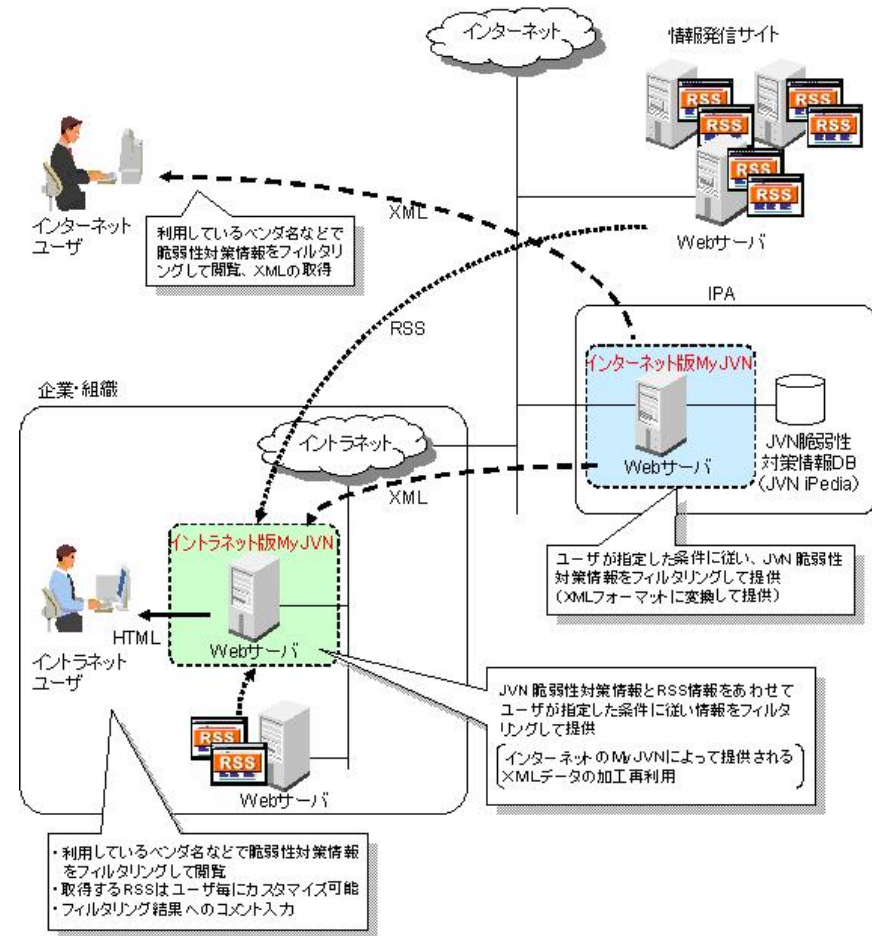 インターネット
情報発信サイト
RSS
RSS
RSS
RSS
RSS
RSS
Webサーバ
インターネット
ユーザ
利用しているベンダ名などで
脆弱性対策情報をフィルタリ
ングして閲覧、XMLの取得
XML
RSS
IPA
インターネット版MyJVN
Webサーバ
JVN脆弱性
対策情報DB
(JVN iPedia)
企業・組織
イントラネット
XML
ユーザが指定した条件に従い、JVN 脆弱性
対策情報をフィルタリングして提供
(XMLフォーマットに変換して提供)
イントラネット版MyJVN
Webサーバ
HTML
イントラネット
ユーザ
JVN 脆弱性対策情報とRSS情報をあわせて
ユーザが指定した条件に従い情報をフィルタ
リングして提供
インターネットのMyJVNによって提供される
XMLデータの加工再利用
RSS
RSS
Webサーバ
・利用しているベンダ名などで脆弱性対策情報
をフィルタリングして閲覧
・取得するRSSはユーザ毎にカスタマイズ可能
・フィルタリング結果へのコメント入力